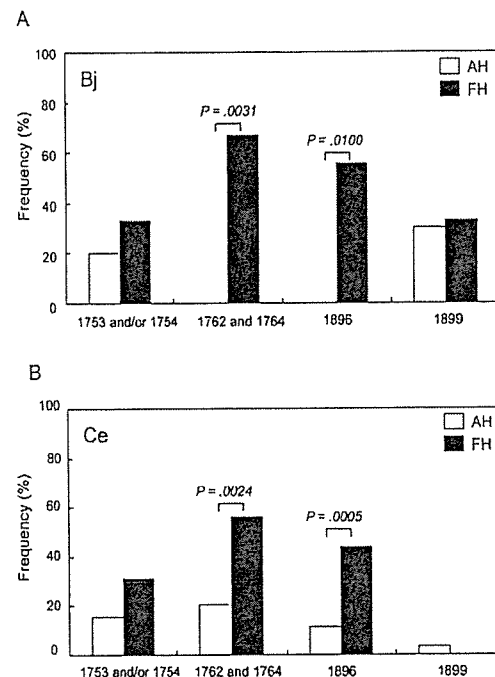 A
Bj
AH
FH
Frequency (%)
100
80
60
40
20
0
P = .0031
P = .0100
1753 and/or 1754
1762 and 1764
1896
1899
B
Ce
AH
FH
Frequency (%)
100
80
60
40
20
0
P = .0024
P = .0005
1753 and/or 1754
1762 and 1764
1896
1899